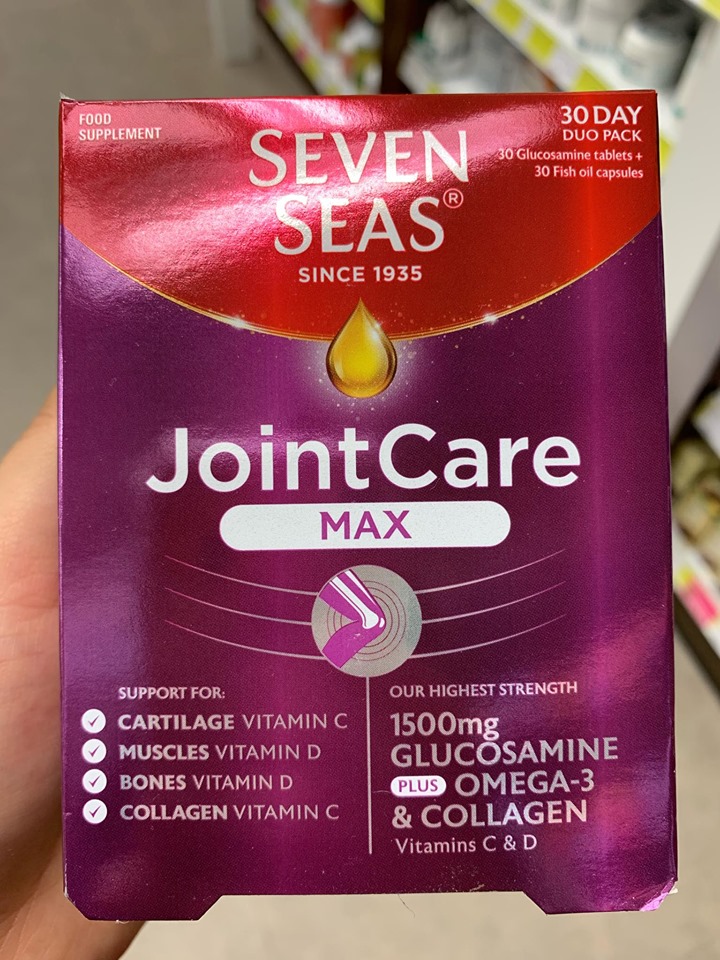 FOOD
SUPPLEMENT
30 DAY
DUO PACK
30 Glucosamine tablets +
30 Fish oil capsules
SEVEN
SEAS®
SINCE 1935
JointCare
MAX
SUPPORT FOR:
CARTILAGE VITAMIN C
MUSCLES VITAMIN D
BONES VITAMIN D
COLLAGEN VITAMIN C
OUR HIGHEST STRENGTH
1500mg
GLUCOSAMINE
PLUS OMEGA-3
& COLLAGEN
Vitamins C & D